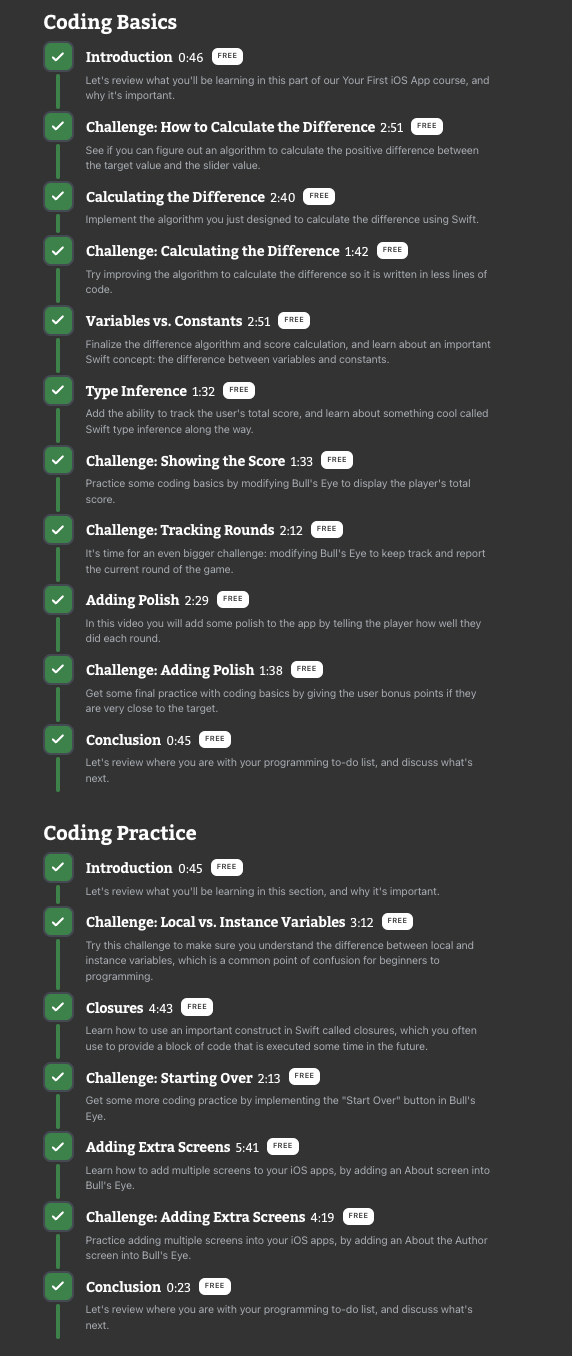 Coding Basics
Introduction 0:46 FREE
Let's review what you'll be learning in this part of our Your First iOS App course, and
why it's important.
Challenge: How to Calculate the Difference 2:51 FREE
See if you can figure out an algorithm to calculate the positive difference between
the target value and the slider value.
Calculating the Difference 2:40 FREE
Implement the algorithm you just designed to calculate the difference using Swift.
Challenge: Calculating the Difference 1:42 FREE
Try improving the algorithm to calculate the difference so it is written in less lines of
code.
Variables vs. Constants 2:51 FREE
Finalize the difference algorithm and score calculation, and learn about an important
Swift concept: the difference between variables and constants.
Type Inference 1:32 FREE
Add the ability to track the user's total score, and learn about something cool called
Swift type inference along the way.
Challenge: Showing the Score 1:33 FREE
Practice some coding basics by modifying Bull's Eye to display the player's total
score.
Challenge: Tracking Rounds 2:12 FREE
It's time for an even bigger challenge: modifying Bull's Eye to keep track and report
the current round of the game.
Adding Polish 2:29 FREE
In this video you will add some polish to the app by telling the player how well they
did each round.
Challenge: Adding Polish 1:38 FREE
Get some final practice with coding basics by giving the user bonus points if they
are very close to the target.
Conclusion 0:45 FREE
Let's review where you are with your programming to-do list, and discuss what's
next.
Coding Practice
Introduction 0:45 FREE
Let's review what you'll be learning in this section, and why it's important.
Challenge: Local vs. Instance Variables 3:12 FREE
Try this challenge to make sure you understand the difference between local and
instance variables, which is a common point of confusion for beginners to
programming.
Closures 4:43 FREE
Learn how to use an important construct in Swift called closures, which you often
use to provide a block of code that is executed some time in the future.
Challenge: Starting Over 2:13 FREE
Get some more coding practice by implementing the "Start Over" button in Bull's
Eye.
Adding Extra Screens 5:41 FREE
Learn how to add multiple screens to your iOS apps, by adding an About screen into
Bull's Eye.
Challenge: Adding Extra Screens 4:19 FREE
Practice adding multiple screens into your iOS apps, by adding an About the Author
screen into Bull's Eye.
Conclusion 0:23 FREE
Let's review where you are with your programming to-do list, and discuss what's
next.